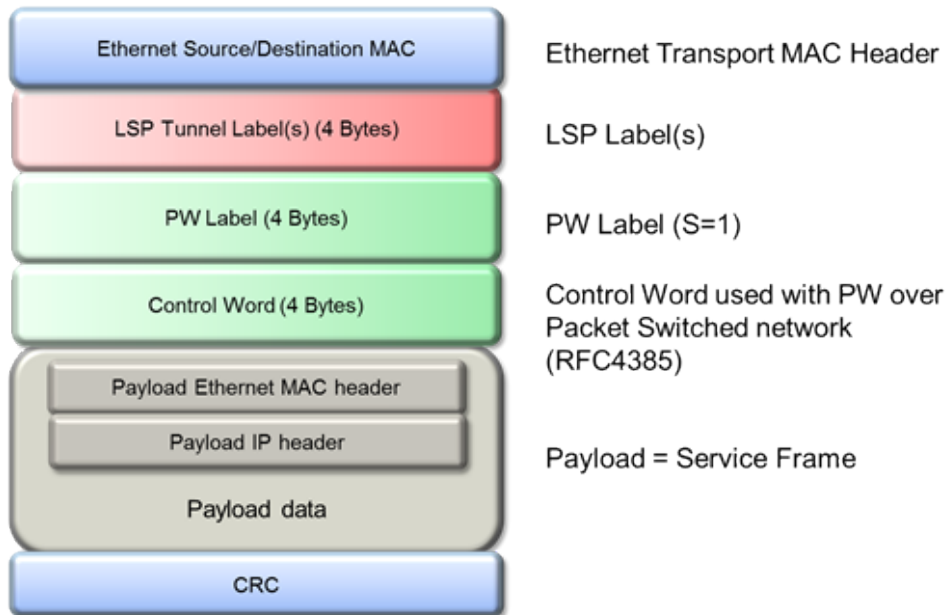 Ethernet Source/Destination MAC
Ethernet Transport MAC Header
LSP Tunnel Label(s) (4 Bytes)
LSP Label(s)
PW Label (4 Bytes)
PW Label (S=1)
Control Word (4 Bytes)
Control Word used with PW over
Packet Switched network
(RFC4385)
Payload Ethernet MAC header
Payload IP header
Payload data
Payload = Service Frame
CRC